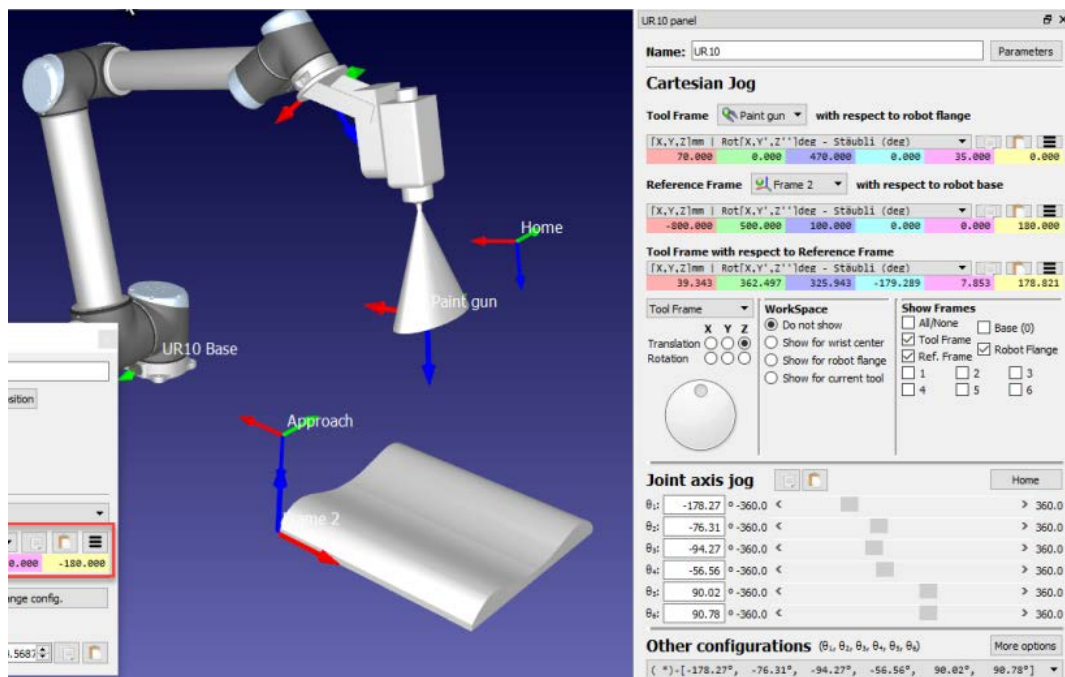 UR10 panel
Name: UR10 Parameters
Cartesian Jog
Tool Frame Paint gun with respect to robot flange
[X,Y,Z]mm | Rot[X,Y',Z'']deg - Stäubli (deg)
70.000 0.000 470.000 0.000 35.000 0.000
Reference Frame Frame 2 with respect to robot base
[X,Y,Z]mm | Rot[X,Y',Z'']deg - Stäubli (deg)
-800.000 500.000 100.000 0.000 0.000 180.000
Tool Frame with respect to Reference Frame
[X,Y,Z]mm | Rot[X,Y',Z'']deg - Stäubli (deg)
39.343 362.497 325.943 -179.289 7.853 178.821
Tool Frame
X Y Z
Translation
Rotation
WorkSpace
Do not show
Show for wrist center
Show for robot flange
Show for current tool
Show Frames
All/None Base (0)
Tool Frame
Ref. Frame Robot Flange
1 2 3
4 5 6
Joint axis jog Home
θ₁: -178.27 ° -360.0 < > 360.0
θ₂: -76.31 ° -360.0 < > 360.0
θ₃: -94.27 ° -360.0 < > 360.0
θ₄: -56.56 ° -360.0 < > 360.0
θ₅: 90.02 ° -360.0 < > 360.0
θ₆: 90.78 ° -360.0 < > 360.0
Other configurations (θ₁, θ₂, θ₃, θ₄, θ₅, θ₆) More options
( *)-[-178.27°, -76.31°, -94.27°, -56.56°, 90.02°, 90.78°]
Home
Paint gun
UR10 Base
Approach
Frame 2
-180.000